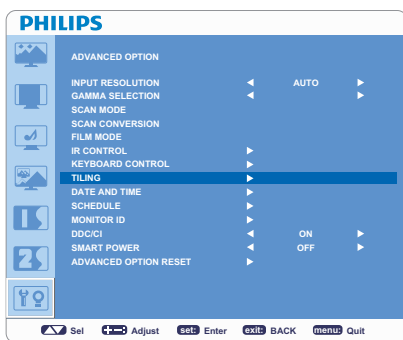 PHILIPS
ADVANCED OPTION
INPUT RESOLUTION AUTO
GAMMA SELECTION
SCAN MODE
SCAN CONVERSION
FILM MODE
IR CONTROL
KEYBOARD CONTROL
TILING
DATE AND TIME
SCHEDULE
MONITOR ID
DDC/CI ON
SMART POWER OFF
ADVANCED OPTION RESET
Sel Adjust set: Enter exit: BACK menu: Quit